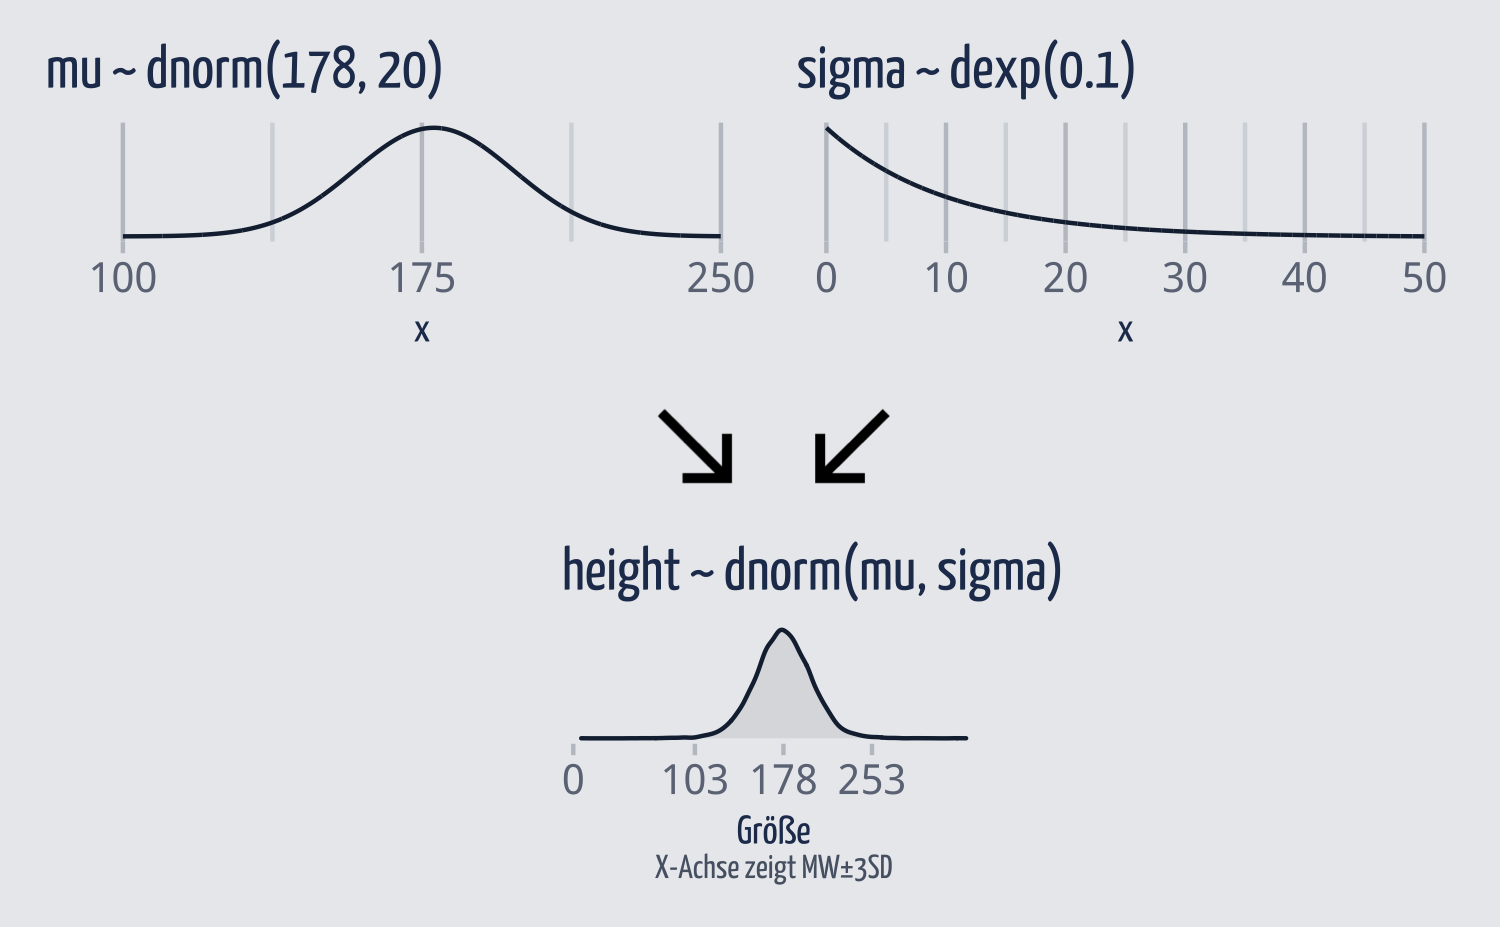 mu ~ dnorm(178, 20)
sigma ~ dexp(0.1)
100 175 250
x
0 10 20 30 40 50
x
height ~ dnorm(mu, sigma)
0 103 178 253
Größe
X-Achse zeigt MW±3SD